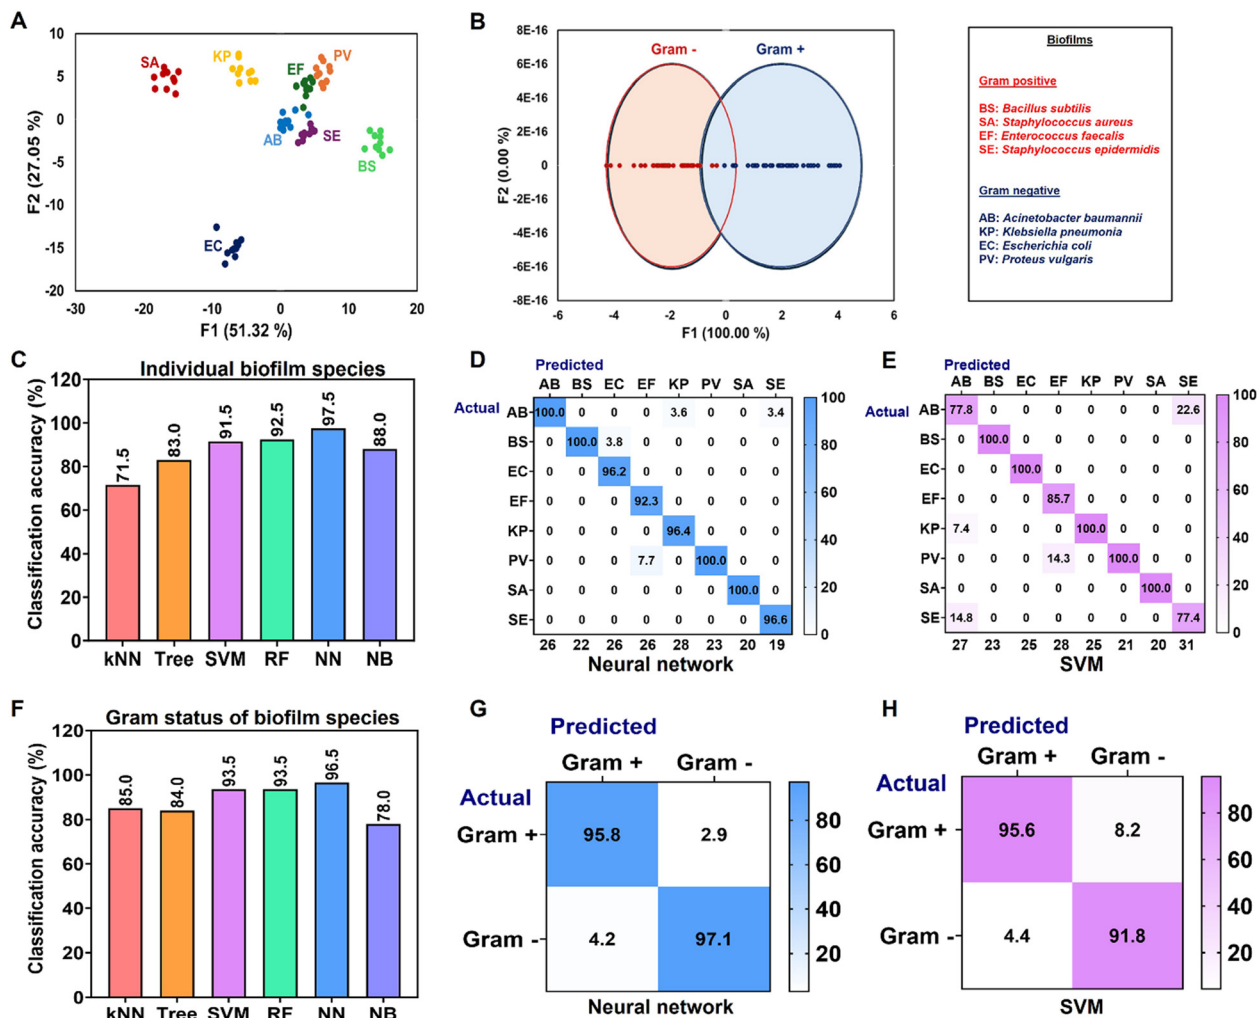 A
10
5
0
-5
-10
-15
-20
F2 (27.05 %)
SA
KP
EF
PV
AB
SE
BS
EC
-30
-20
-10
0
10
20
F1 (51.32 %)
B
8E-16
6E-16
4E-16
2E-16
0
-2E-16
-4E-16
-6E-16
-8E-16
F2 (0.00 %)
Gram -
Gram +
-6
-4
-2
0
2
4
6
F1 (100.00 %)
Biofilms
Gram positive
BS: Bacillus subtilis
SA: Staphylococcus aureus
EF: Enterococcus faecalis
SE: Staphylococcus epidermidis
Gram negative
AB: Acinetobacter baumannii
KP: Klebsiella pneumonia
EC: Escherichia coli
PV: Proteus vulgaris
C
Individual biofilm species
Classification accuracy (%)
120
100
80
60
40
20
0
71.5
83.0
91.5
92.5
97.5
88.0
kNN Tree SVM RF NN NB
D
Predicted
AB BS EC EF KP PV SA SE
Actual
AB 100.0 0 0 0 3.6 0 0 3.4
BS 0 100.0 3.8 0 0 0 0 0
EC 0 0 96.2 0 0 0 0 0
EF 0 0 0 92.3 0 0 0 0
KP 0 0 0 0 96.4 0 0 0
PV 0 0 0 7.7 0 100.0 0 0
SA 0 0 0 0 0 0 100.0 0
SE 0 0 0 0 0 0 0 96.6
26 22 26 26 28 23 20 19
Neural network
100
80
60
40
20
0
E
Predicted
AB BS EC EF KP PV SA SE
Actual
AB 77.8 0 0 0 0 0 0 22.6
BS 0 100.0 0 0 0 0 0 0
EC 0 0 100.0 0 0 0 0 0
EF 0 0 0 85.7 0 0 0 0
KP 7.4 0 0 0 100.0 0 0 0
PV 0 0 0 14.3 0 100.0 0 0
SA 0 0 0 0 0 0 100.0 0
SE 14.8 0 0 0 0 0 0 77.4
27 23 25 28 25 21 20 31
SVM
100
80
60
40
20
0
F
Gram status of biofilm species
Classification accuracy (%)
120
100
80
60
40
20
0
85.0
84.0
93.5
93.5
96.5
78.0
kNN Tree SVM RF NN NB
G
Predicted
Gram + Gram -
Actual
Gram + 95.8 2.9
Gram - 4.2 97.1
Neural network
80
60
40
20
H
Predicted
Gram + Gram -
Actual
Gram + 95.6 8.2
Gram - 4.4 91.8
SVM
80
60
40
20